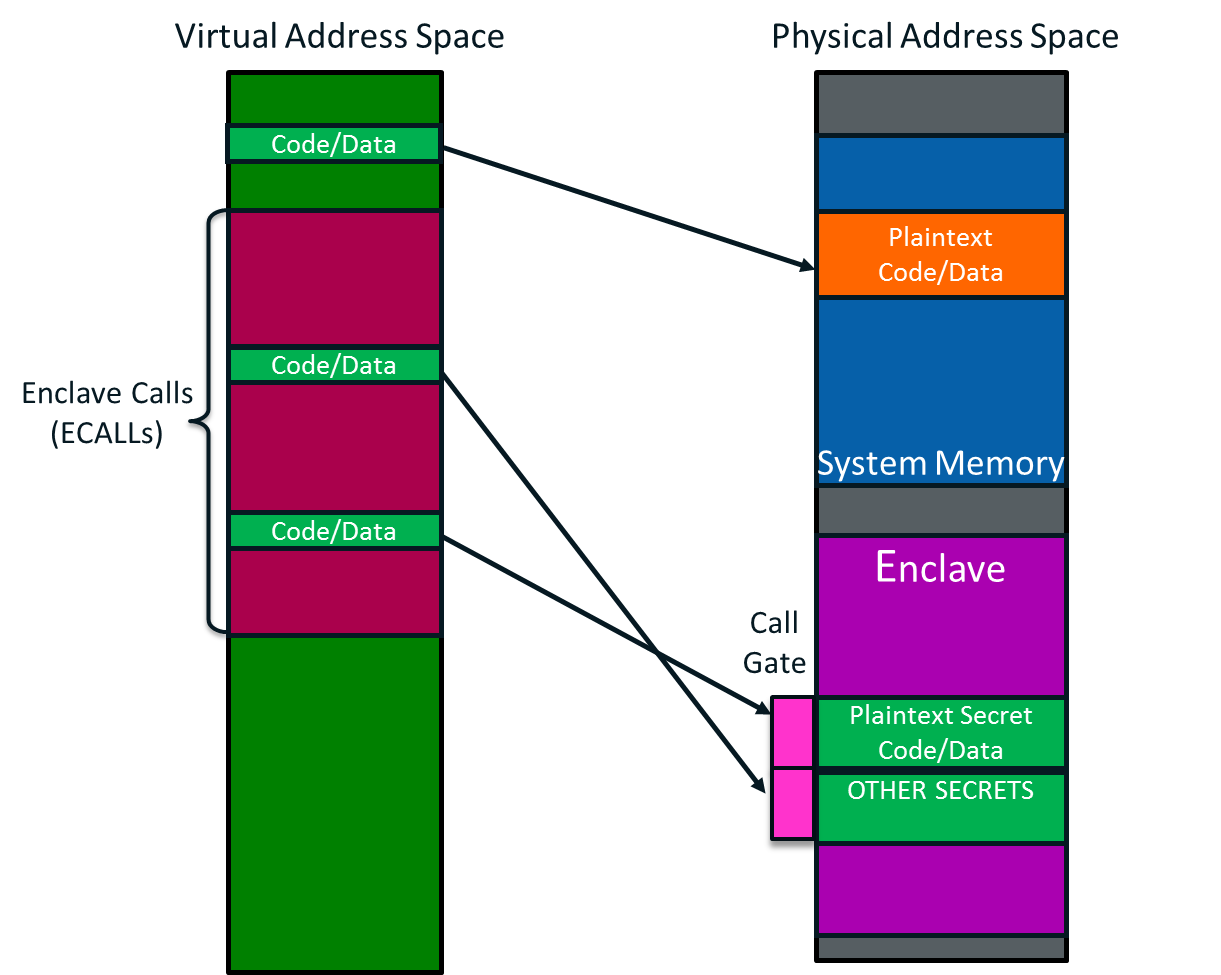 Virtual Address Space
Physical Address Space
Code/Data
Plaintext
Code/Data
Code/Data
Enclave Calls
(ECALLs)
System Memory
Code/Data
Enclave
Call
Gate
Plaintext Secret
Code/Data
OTHER SECRETS